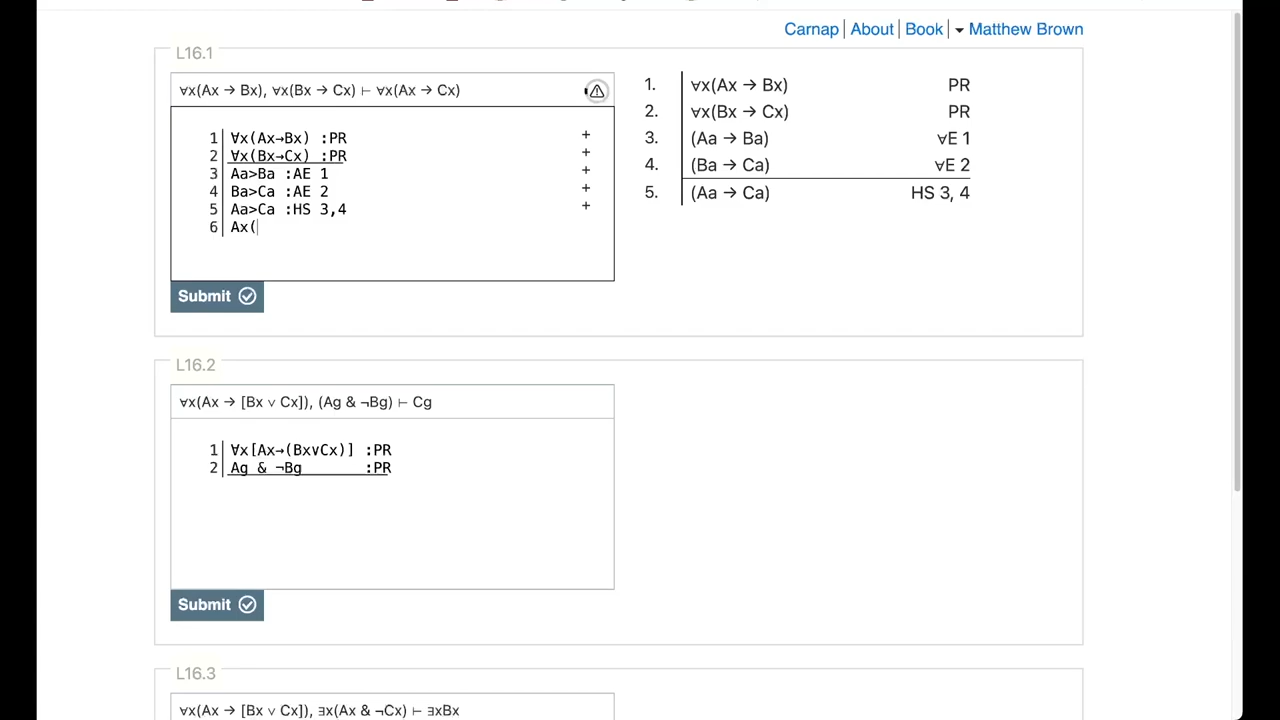 Carnap | About | Book | Matthew Brown
L16.1
∀x(Ax → Bx), ∀x(Bx → Cx) ⊢ ∀x(Ax → Cx)
1 ∀x(Ax→Bx) :PR +
2 ∀x(Bx→Cx) :PR +
3 Aa>Ba :AE 1 +
4 Ba>Ca :AE 2 +
5 Aa>Ca :HS 3,4 +
6 Ax(
1. ∀x(Ax → Bx) PR
2. ∀x(Bx → Cx) PR
3. (Aa → Ba) ∀E 1
4. (Ba → Ca) ∀E 2
5. (Aa → Ca) HS 3, 4
Submit
L16.2
∀x(Ax → [Bx ∨ Cx]), (Ag & ¬Bg) ⊢ Cg
1 ∀x[Ax→(Bx∨Cx)] :PR
2 Ag & ¬Bg :PR
Submit
L16.3
∀x(Ax → [Bx ∨ Cx]), ∃x(Ax & ¬Cx) ⊢ ∃xBx